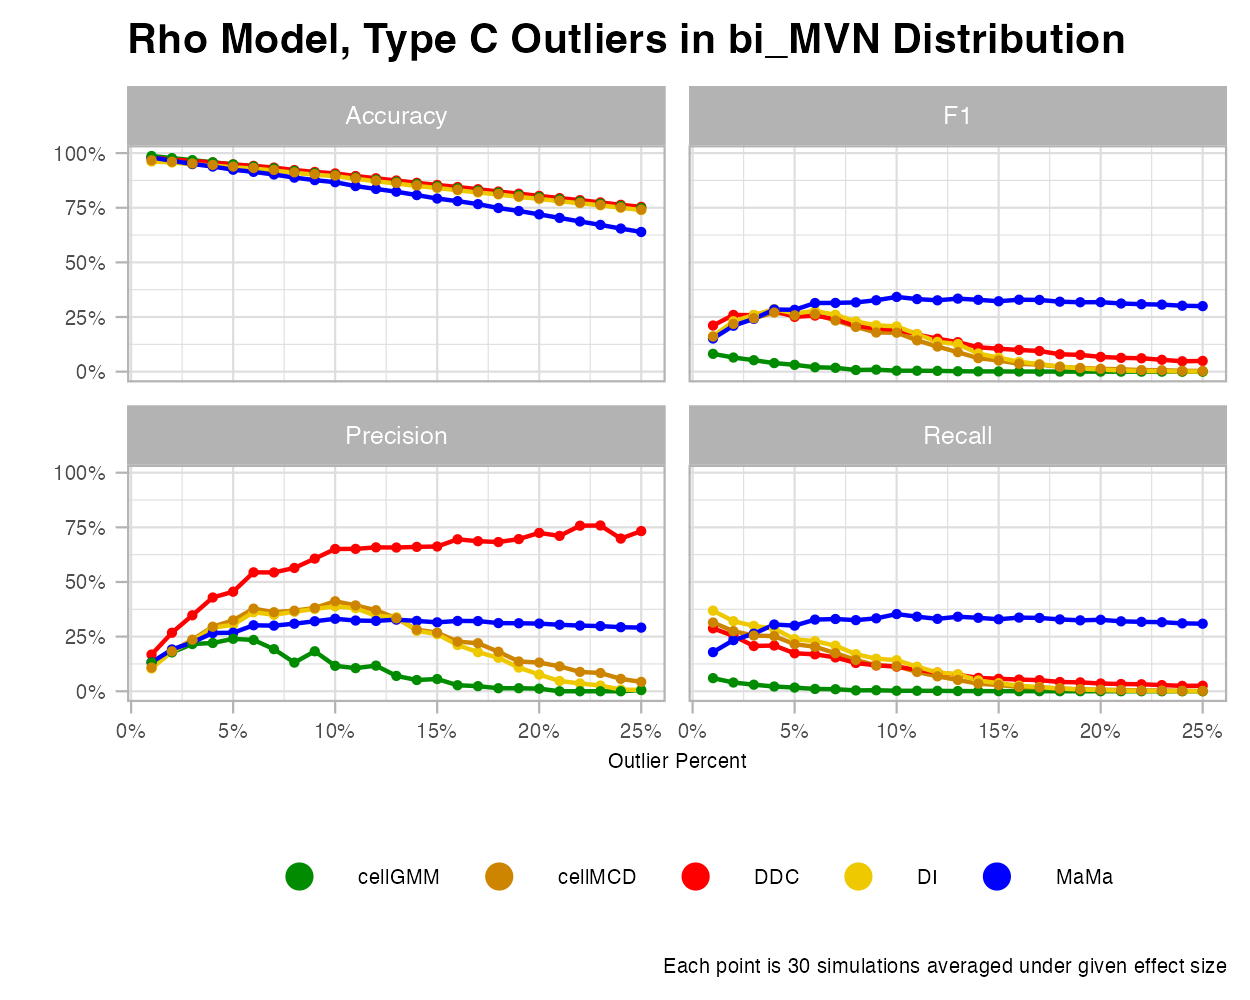 Rho Model, Type C Outliers in bi_MVN Distribution
Accuracy
F1
100%
75%
50%
25%
0%
Precision
Recall
100%
75%
50%
25%
0%
0% 5% 10% 15% 20% 25% 0% 5% 10% 15% 20% 25%
Outlier Percent
cellGMM cellMCD DDC DI MaMa
Each point is 30 simulations averaged under given effect size